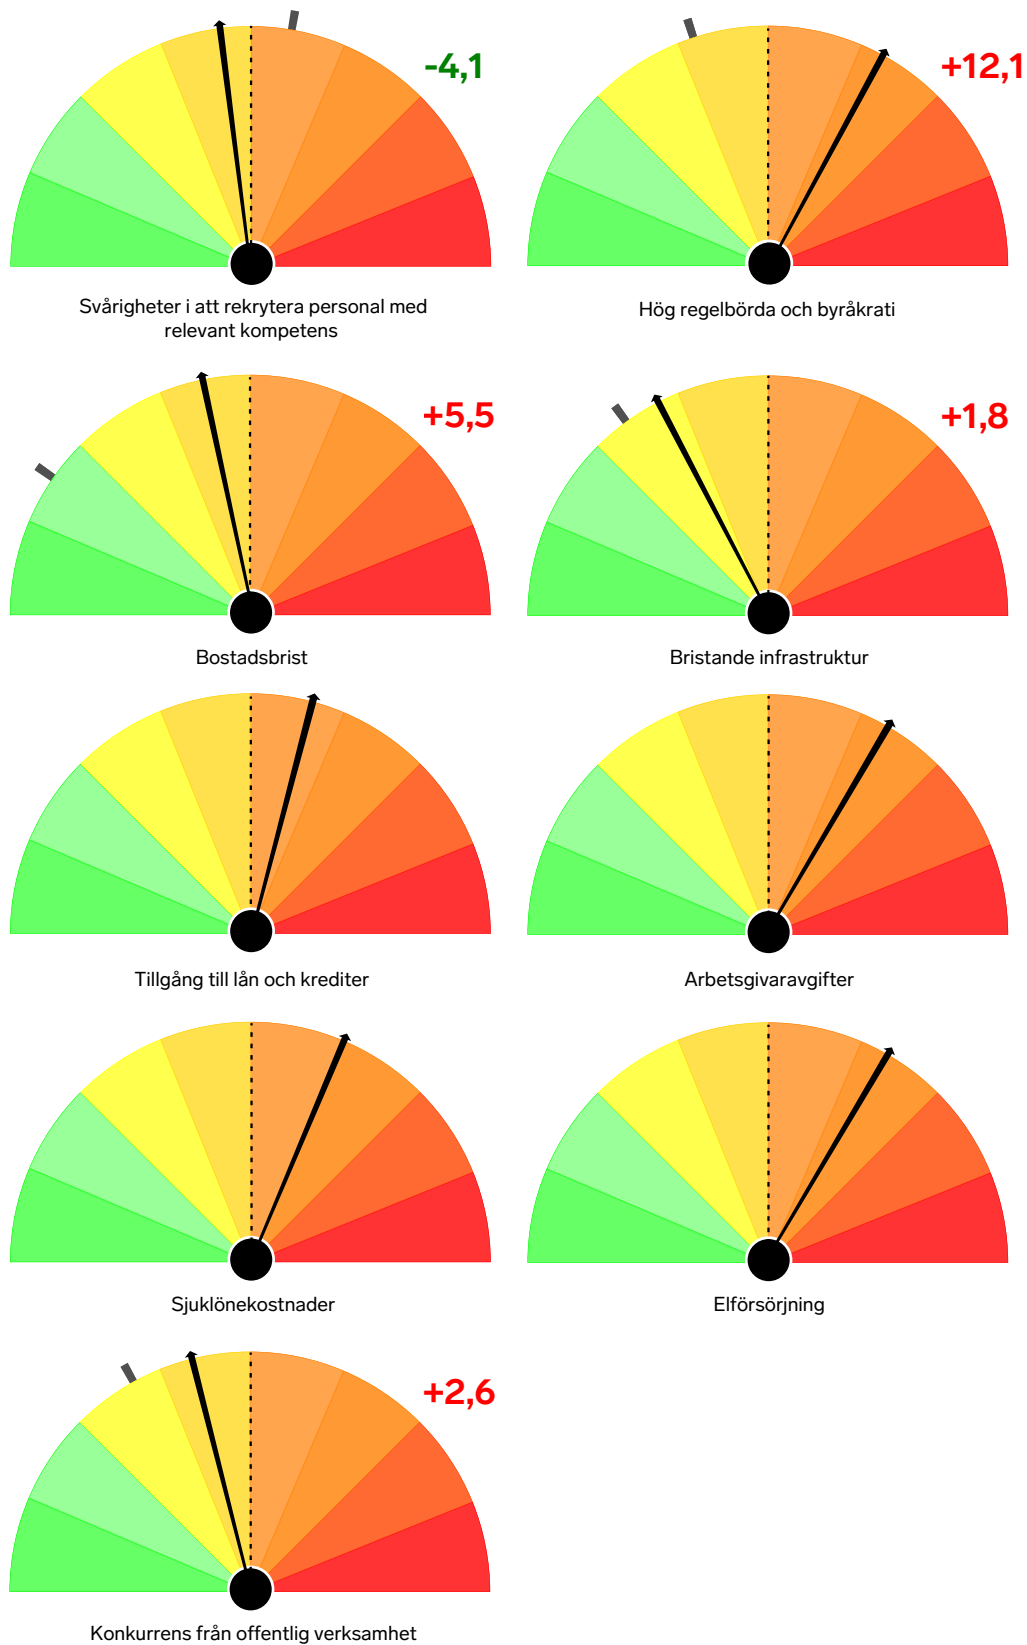 -4,1
+12,1
Svårigheter i att rekrytera personal med
relevant kompetens
Hög regelbörda och byråkrati
+5,5
+1,8
Bostadsbrist
Bristande infrastruktur
Tillgång till lån och krediter
Arbetsgivaravgifter
Sjuklönekostnader
Elförsörjning
+2,6
Konkurrens från offentlig verksamhet